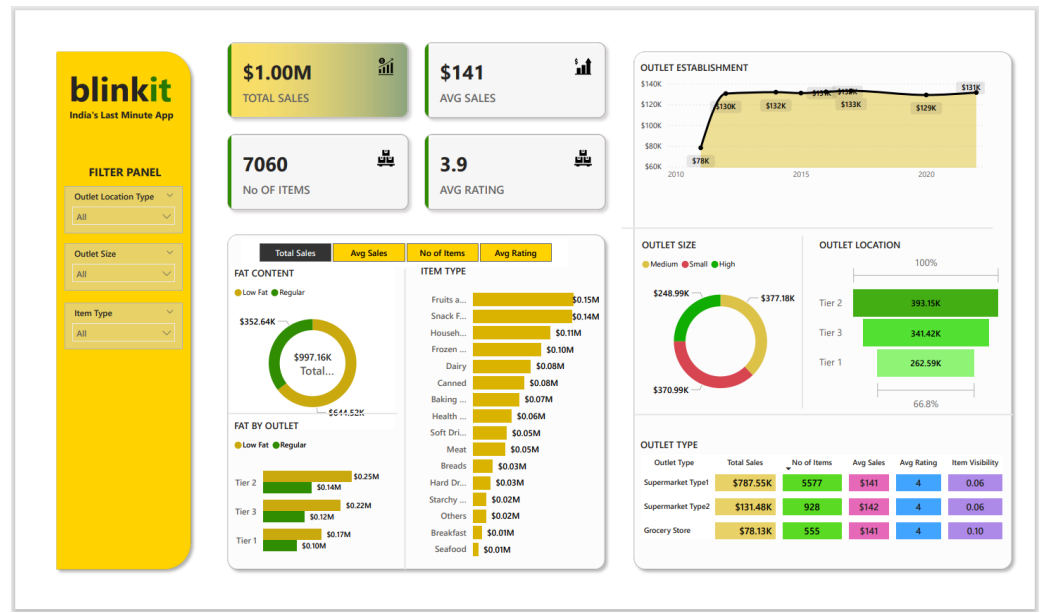 blinkit
India's Last Minute App
FILTER PANEL
Outlet Location Type
All
Outlet Size
All
Item Type
All
$1.00M
TOTAL SALES
$141
AVG SALES
7060
No OF ITEMS
3.9
AVG RATING
Total Sales
Avg Sales
No of Items
Avg Rating
FAT CONTENT
Low Fat Regular
$352.64K
$997.16K
Total...
$644.52K
FAT BY OUTLET
Low Fat Regular
Tier 2 $0.25M
$0.14M
Tier 3 $0.22M
$0.12M
Tier 1 $0.17M
$0.10M
ITEM TYPE
Fruits a... $0.15M
Snack F... $0.14M
Househ... $0.11M
Frozen ... $0.10M
Dairy $0.08M
Canned $0.08M
Baking ... $0.07M
Health ... $0.06M
Soft Dri... $0.05M
Meat $0.05M
Breads $0.03M
Hard Dr... $0.03M
Starchy ... $0.02M
Others $0.02M
Breakfast $0.01M
Seafood $0.01M
OUTLET ESTABLISHMENT
$140K
$120K
$100K
$80K
$60K
$78K
$130K
$132K
$133K
$129K
$131K
2010 2015 2020
OUTLET SIZE
Medium Small High
$248.99K
$377.18K
$370.99K
OUTLET LOCATION
100%
Tier 2 393.15K
Tier 3 341.42K
Tier 1 262.59K
66.8%
OUTLET TYPE
Outlet Type Total Sales No of Items Avg Sales Avg Rating Item Visibility
Supermarket Type1 $787.55K 5577 $141 4 0.06
Supermarket Type2 $131.48K 928 $142 4 0.06
Grocery Store $78.13K 555 $141 4 0.10